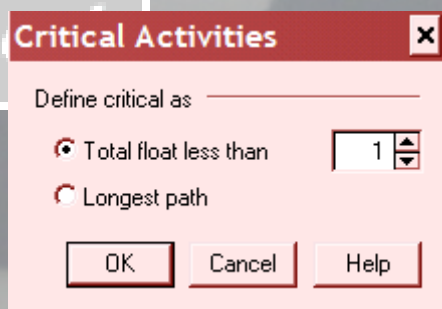 Critical Activities
Define critical as
Total float less than 1
Longest path
OK Cancel Help